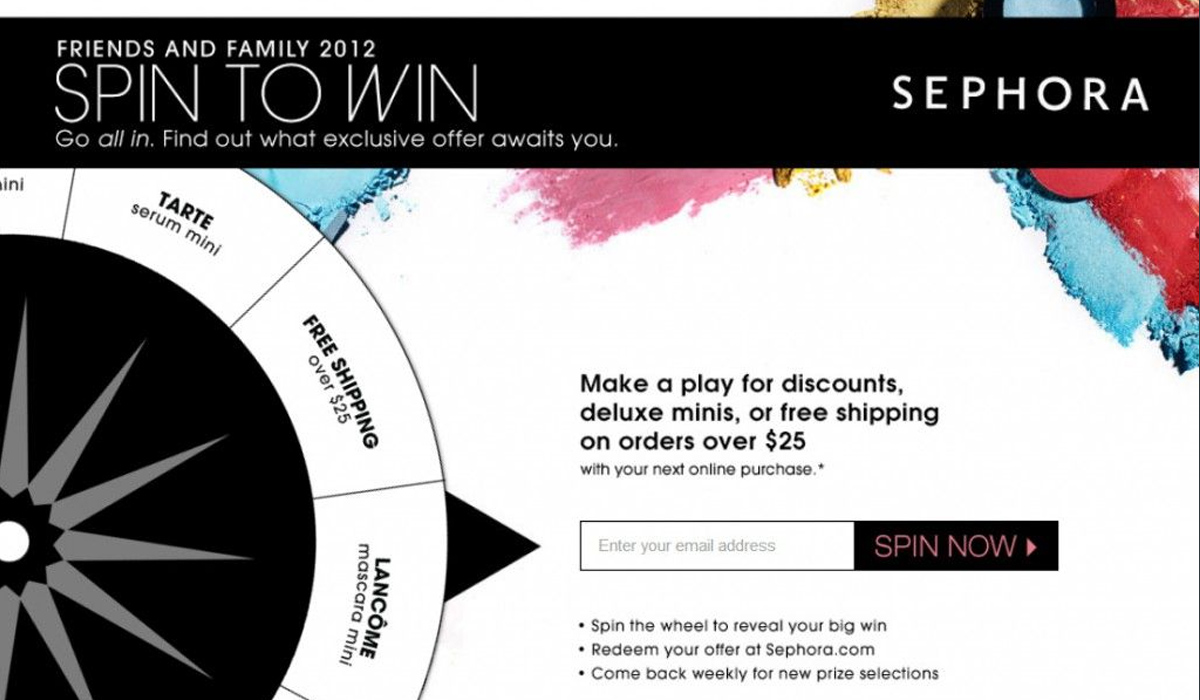 FRIENDS AND FAMILY 2012
SPIN TO WIN
Go all in. Find out what exclusive offer awaits you.
SEPHORA
TARTE
serum mini
FREE SHIPPING
over $25
LANCÔME
mascara mini
Make a play for discounts,
deluxe minis, or free shipping
on orders over $25
with your next online purchase.*
Enter your email address
SPIN NOW
• Spin the wheel to reveal your big win
• Redeem your offer at Sephora.com
• Come back weekly for new prize selections